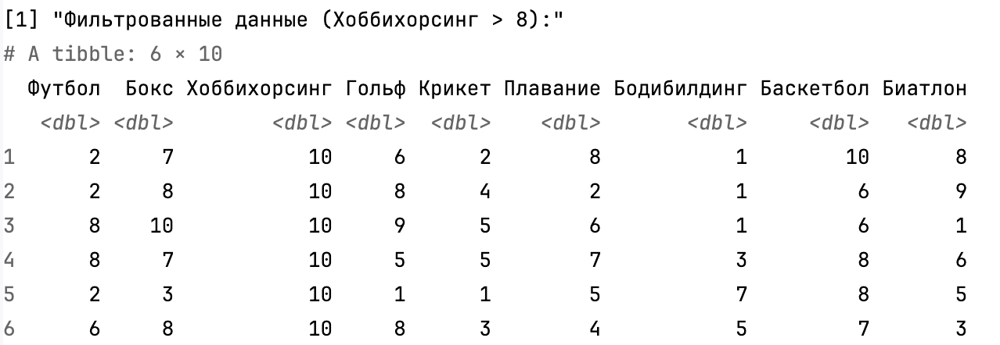 [1] "Фильтрованные данные (Хоббихорсинг > 8):"
# A tibble: 6 × 10
Футбол Бокс Хоббихорсинг Гольф Крикет Плавание Бодибилдинг Баскетбол Биатлон
<dbl> <dbl> <dbl> <dbl> <dbl> <dbl> <dbl> <dbl> <dbl>
1 2 7 10 6 2 8 1 10 8
2 2 8 10 8 4 2 1 6 9
3 8 10 10 9 5 6 1 6 1
4 8 7 10 5 5 7 3 8 6
5 2 3 10 1 1 5 7 8 5
6 6 8 10 8 3 4 5 7 3